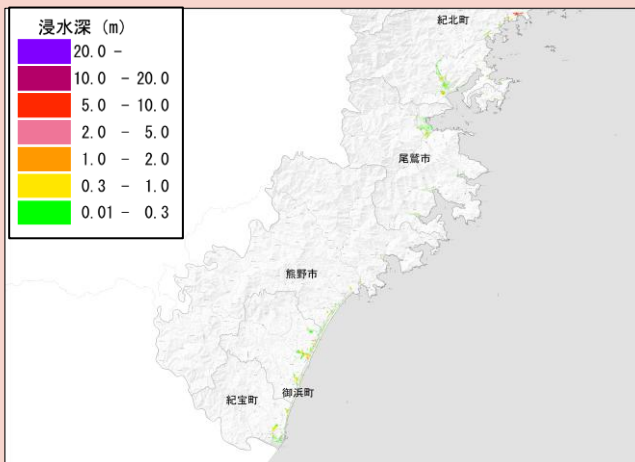 浸水深（m）
20.0 －
10.0 － 20.0
5.0 － 10.0
2.0 － 5.0
1.0 － 2.0
0.3 － 1.0
0.01 － 0.3
紀北町
尾鷲市
熊野市
御浜町
紀宝町